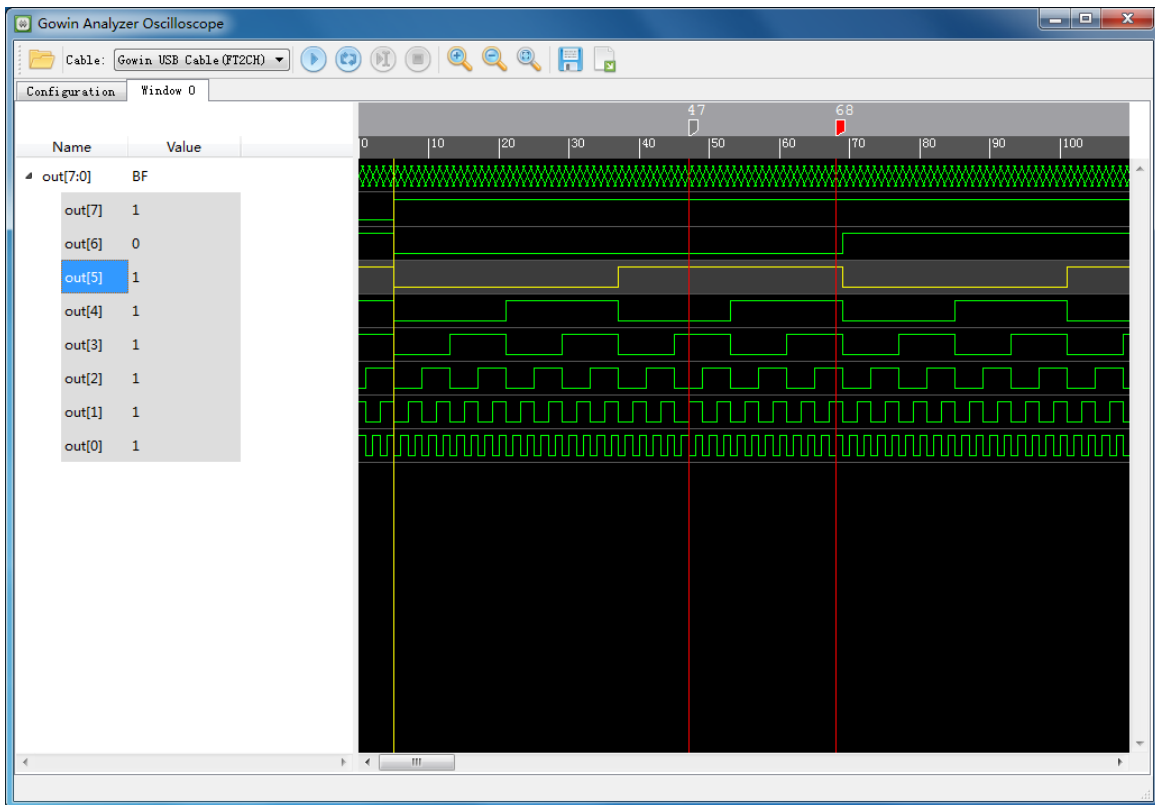 Gowin Analyzer Oscilloscope
Cable: Gowin USB Cable(FT2CH)
Configuration Window 0
47 68
Name Value 0 10 20 30 40 50 60 70 80 90 100
out[7:0] BF
out[7] 1
out[6] 0
out[5] 1
out[4] 1
out[3] 1
out[2] 1
out[1] 1
out[0] 1